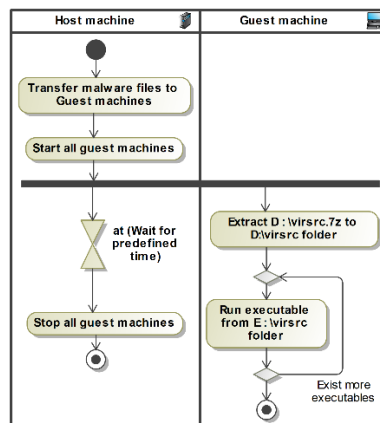 Host machine
Guest machine
Transfer malware files to
Guest machines
Start all guest machines
at (Wait for
predefined
time)
Stop all guest machines
Extract D:\virsrc.7z to
D:\virsrc folder
Run executable
from E:\virsrc
folder
Exist more
executables